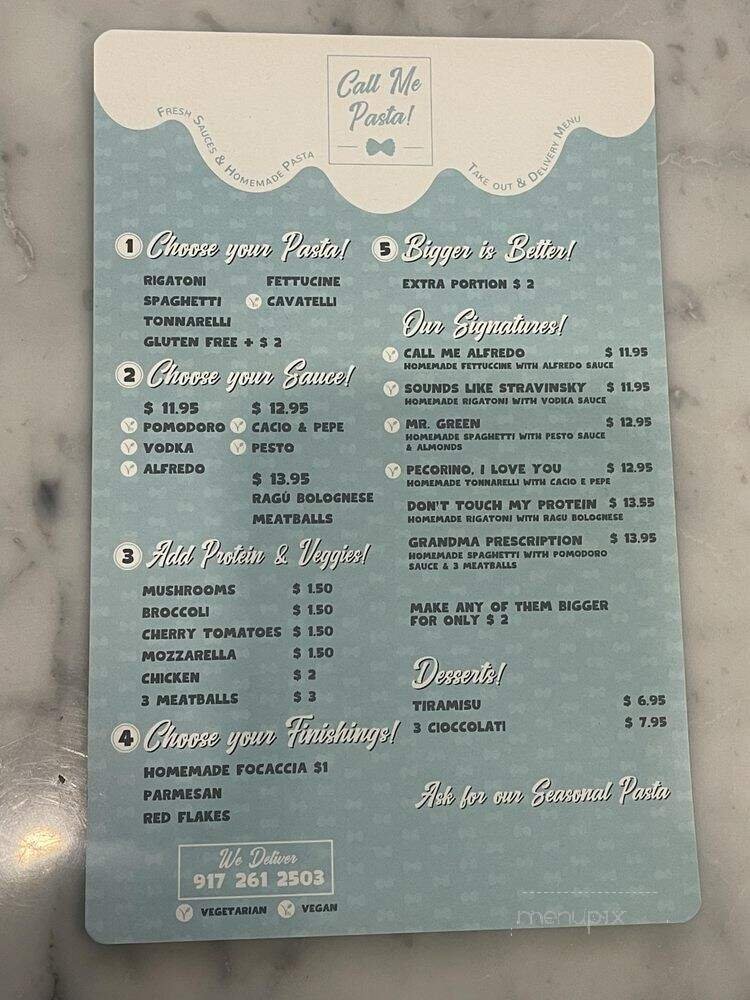 Call Me
Pasta!
Fresh Sauces & Homemade Pasta
Take out & Delivery Menu
1 Choose your Pasta!
RIGATONI FETTUCINE
SPAGHETTI CAVATELLI
TONNARELLI
GLUTEN FREE + $ 2
2 Choose your Sauce!
$ 11.95 $ 12.95
POMODORO CACIO & PEPE
VODKA PESTO
ALFREDO
$ 13.95
RAGÚ BOLOGNESE
MEATBALLS
3 Add Protein & Veggies!
MUSHROOMS $ 1.50
BROCCOLI $ 1.50
CHERRY TOMATOES $ 1.50
MOZZARELLA $ 1.50
CHICKEN $ 2
3 MEATBALLS $ 3
4 Choose your Finishings!
HOMEMADE FOCACCIA $1
PARMESAN
RED FLAKES
We Deliver
917 261 2503
VEGETARIAN VEGAN
5 Bigger is Better!
EXTRA PORTION $ 2
Our Signatures!
CALL ME ALFREDO $ 11.95
HOMEMADE FETTUCCINE WITH ALFREDO SAUCE
SOUNDS LIKE STRAVINSKY $ 11.95
HOMEMADE RIGATONI WITH VODKA SAUCE
MR. GREEN $ 12.95
HOMEMADE SPAGHETTI WITH PESTO SAUCE
& ALMONDS
PECORINO, I LOVE YOU $ 12.95
HOMEMADE TONNARELLI WITH CACIO E PEPE
DON'T TOUCH MY PROTEIN $ 13.55
HOMEMADE RIGATONI WITH RAGU BOLOGNESE
GRANDMA PRESCRIPTION $ 13.95
HOMEMADE SPAGHETTI WITH POMODORO
SAUCE & 3 MEATBALLS
MAKE ANY OF THEM BIGGER
FOR ONLY $ 2
Desserts!
TIRAMISU $ 6.95
3 CIOCCOLATI $ 7.95
Ask for our Seasonal Pasta
menupix